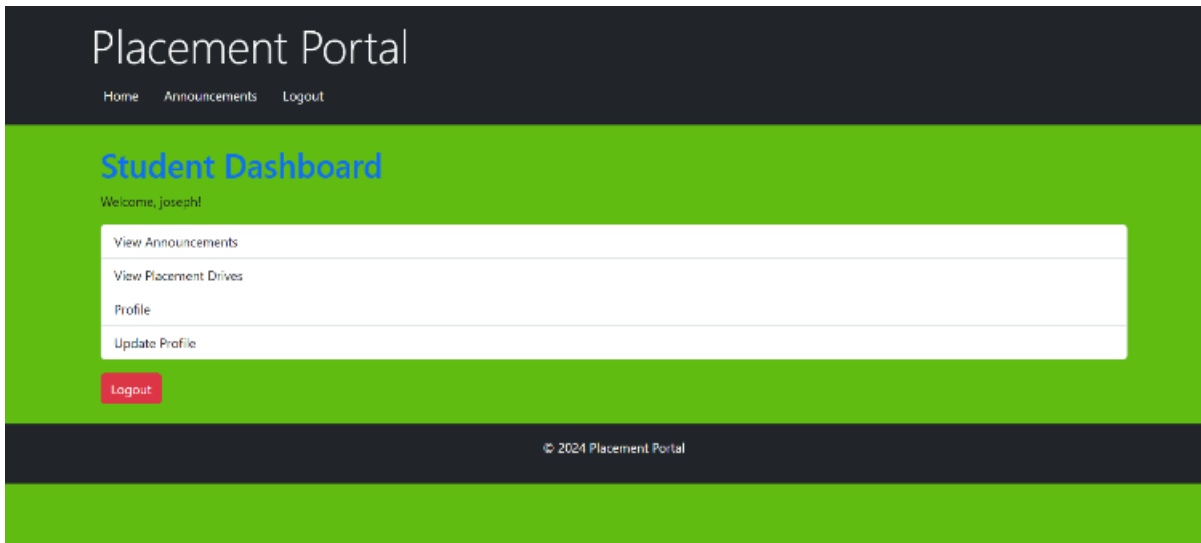 Placement Portal
Home Announcements Logout
Student Dashboard
Welcome, joseph!
View Announcements
View Placement Drives
Profile
Update Profile
Logout
© 2024 Placement Portal